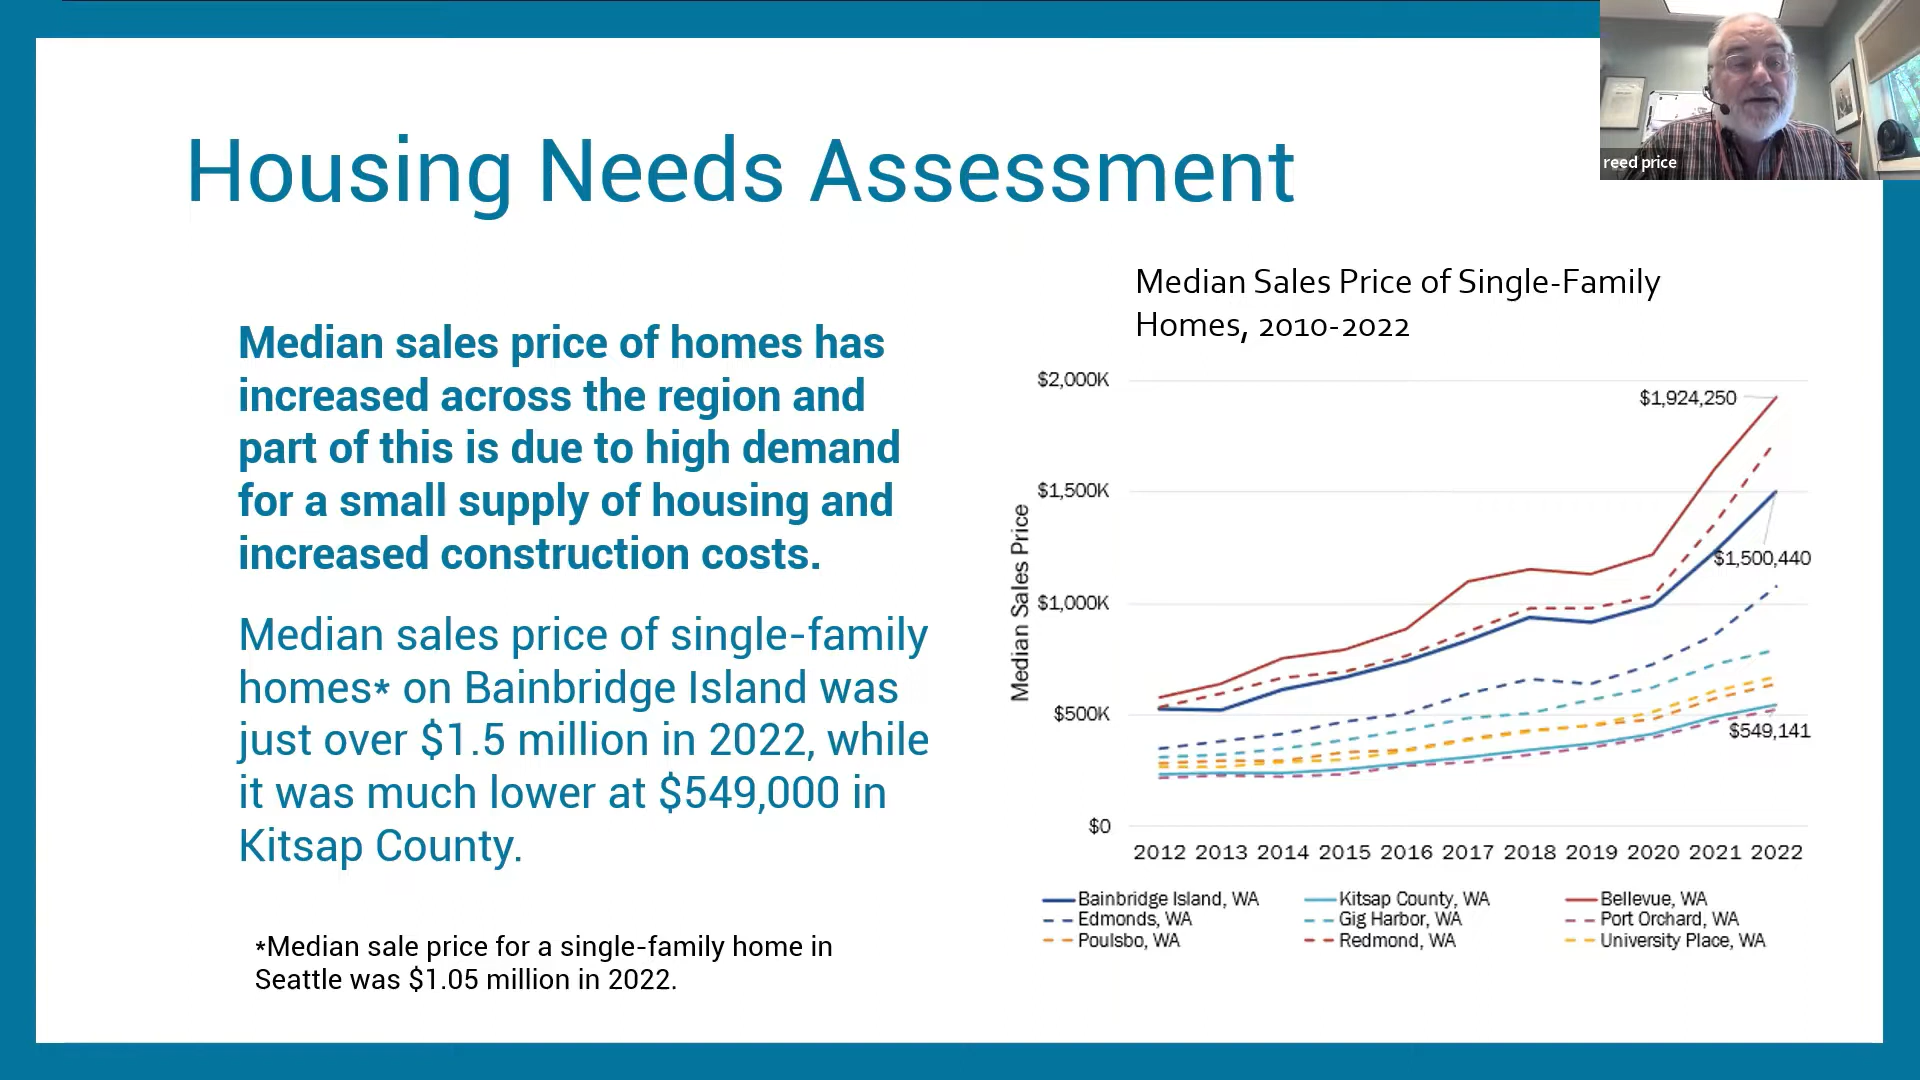 reed price
Housing Needs Assessment
Median sales price of homes has
increased across the region and
part of this is due to high demand
for a small supply of housing and
increased construction costs.
Median sales price of single-family
homes* on Bainbridge Island was
just over $1.5 million in 2022, while
it was much lower at $549,000 in
Kitsap County.
*Median sale price for a single-family home in
Seattle was $1.05 million in 2022.
Median Sales Price of Single-Family
Homes, 2010-2022
Median Sales Price
$2,000K
$1,500K
$1,000K
$500K
$0
$1,924,250
$1,500,440
$549,141
2012 2013 2014 2015 2016 2017 2018 2019 2020 2021 2022
Bainbridge Island, WA Kitsap County, WA Bellevue, WA
Edmonds, WA Gig Harbor, WA Port Orchard, WA
Poulsbo, WA Redmond, WA University Place, WA